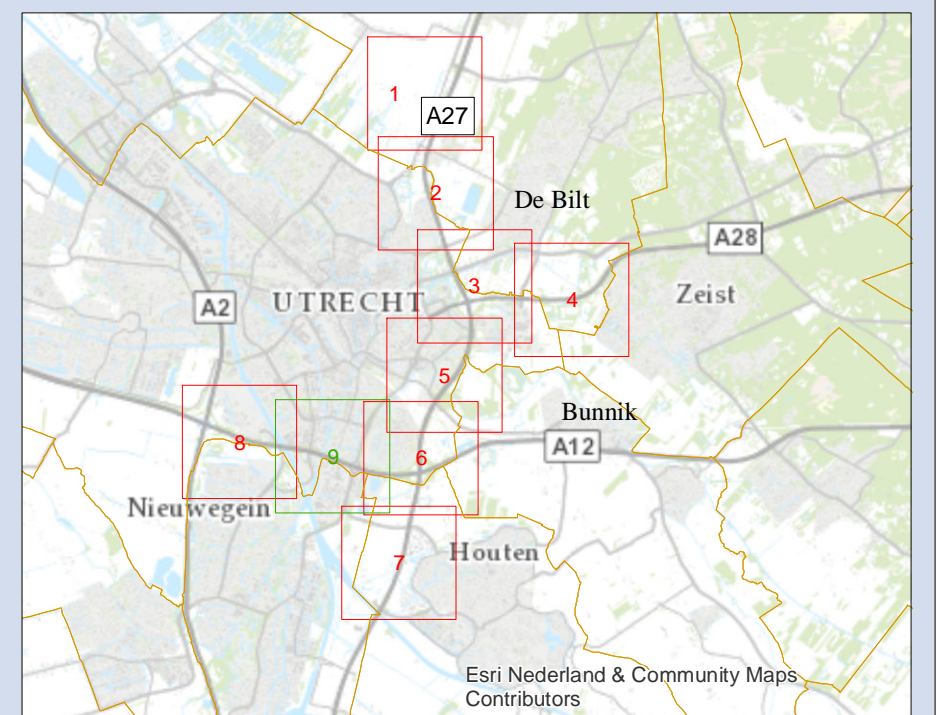 1
A27
2
De Bilt
A28
3
4
Zeist
A2
UTRECHT
5
Bunnik
8
9
6
A12
Nieuwegein
Houten
7
Esri Nederland & Community Maps
Contributors